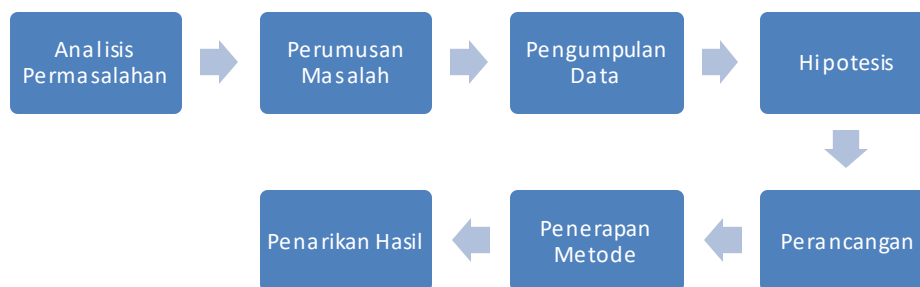 Analisis
Permasalahan
Perumusan
Masalah
Pengumpulan
Data
Hipotesis
Perancangan
Penerapan
Metode
Penarikan Hasil